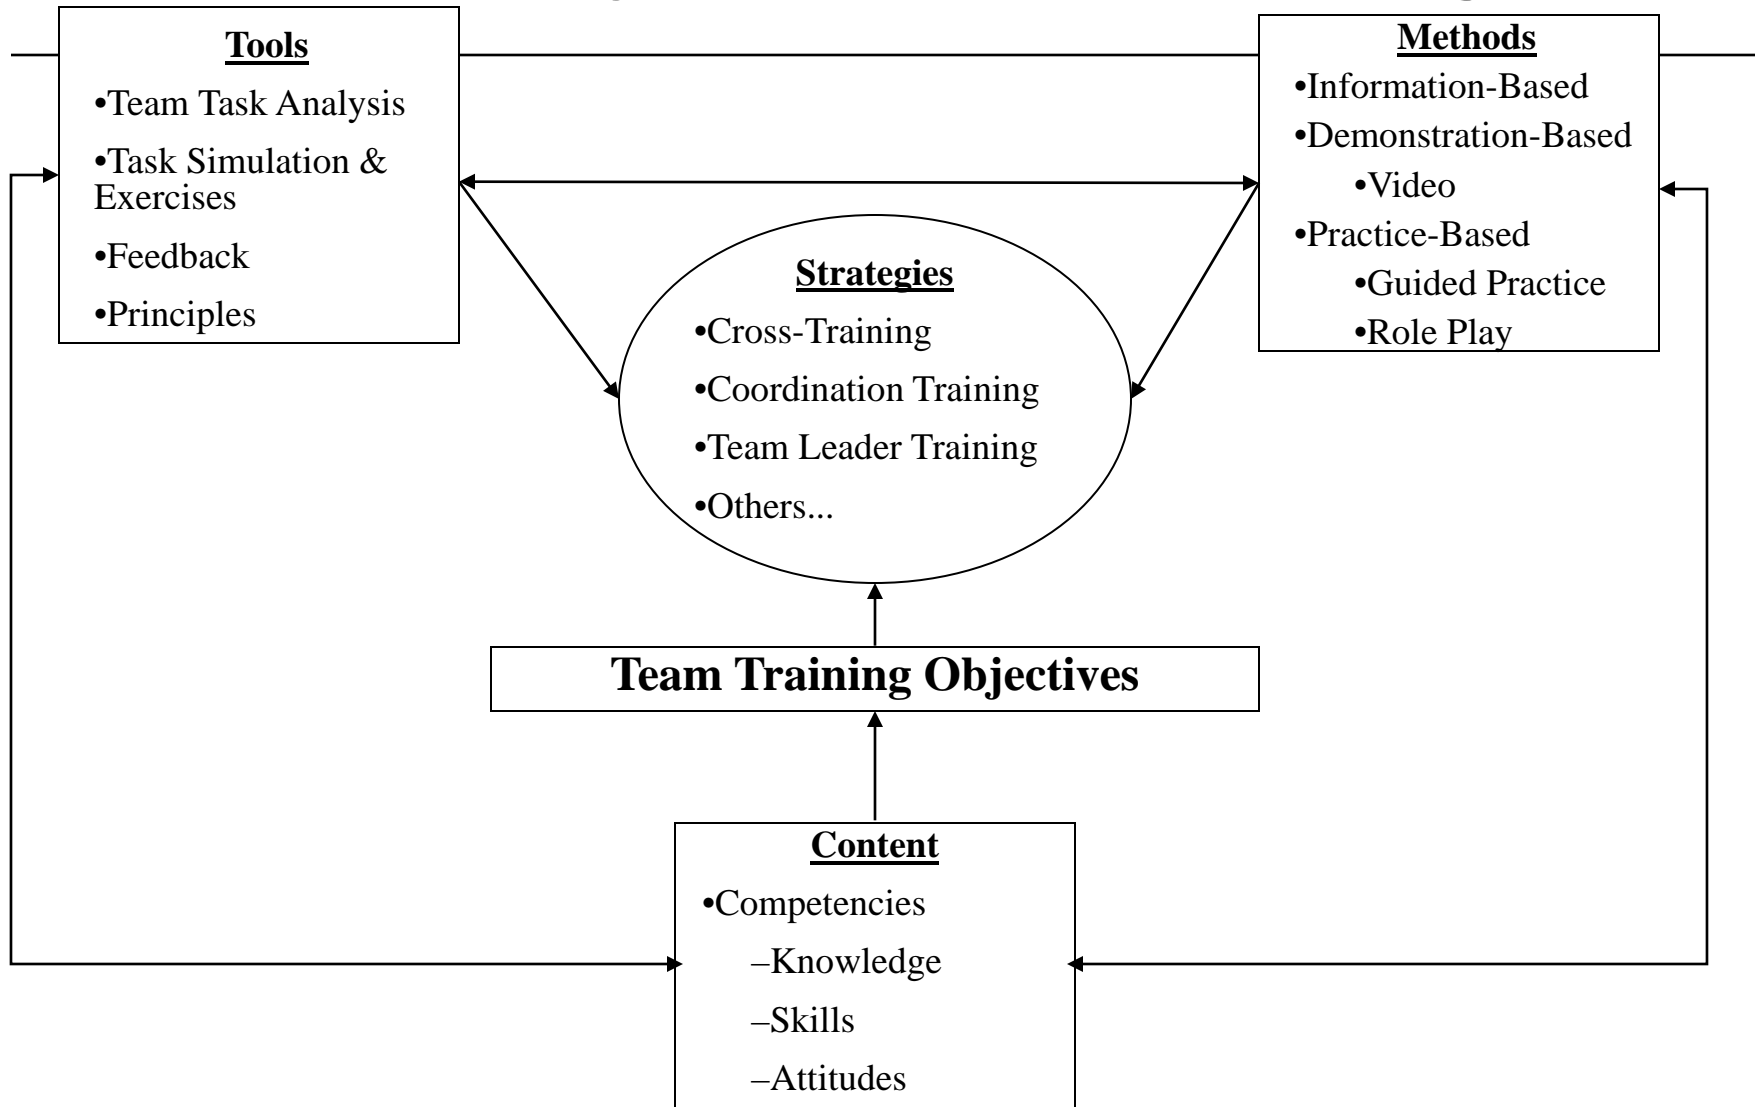 Tools
•Team Task Analysis
•Task Simulation &
Exercises
•Feedback
•Principles
Methods
•Information-Based
•Demonstration-Based
•Video
•Practice-Based
•Guided Practice
•Role Play
Strategies
•Cross-Training
•Coordination Training
•Team Leader Training
•Others...
Team Training Objectives
Content
•Competencies
–Knowledge
–Skills
–Attitudes